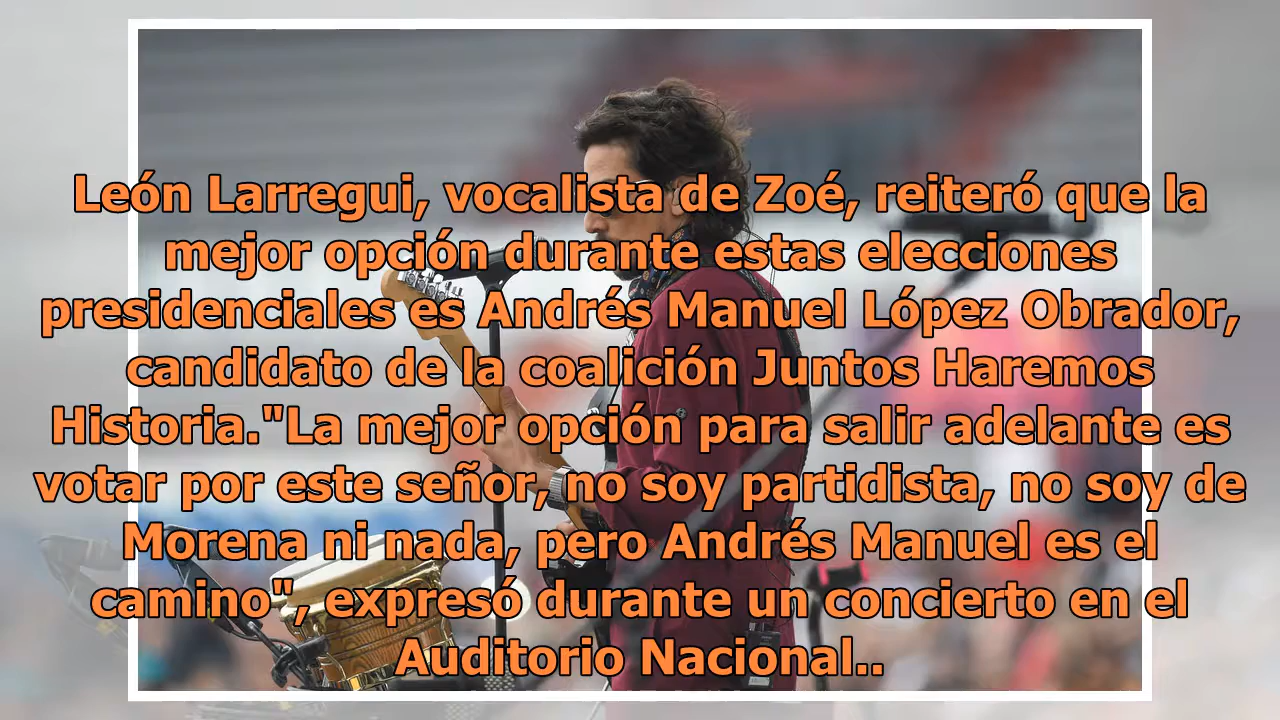 León Larregui, vocalista de Zoé, reiteró que la
mejor opción durante estas elecciones
presidenciales es Andrés Manuel López Obrador,
candidato de la coalición Juntos Haremos
Historia."La mejor opción para salir adelante es
votar por este señor, no soy partidista, no soy de
Morena ni nada, pero Andrés Manuel es el
camino", expresó durante un concierto en el
Auditorio Nacional..